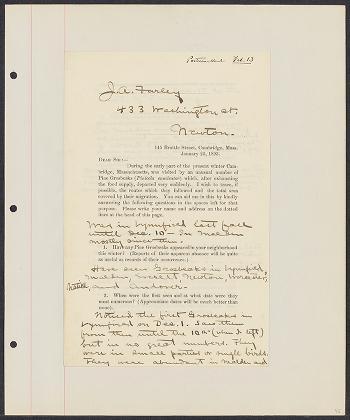 Postmarked Feb. 13
J.A. Farley
433 Washington St.
Newton.
145 Brattle Street, Cambridge, Mass.
January 25, 1893.
DEAR SIR:—
During the early part of the present winter Cam-
bridge, Massachusetts, was visited by an unusual number of
Pine Grosbeaks (Pinicola enucleator) which, after exhausting
the food supply, departed very suddenly. I wish to trace, if
possible, the routes which they followed and the total area
covered by their migration. You can aid me in this by kindly
answering the following questions in the spaces left for that
purpose. Please write your name and address on the dotted
lines at the head of this page.
Was in Lynnfield last fall
until Dec. 10 – In Malden
mostly since then.
1. Have any Pine Grosbeaks appeared in your neighborhood
this winter? (Reports of their apparent absence will be quite
as useful as records of their occurrence.)
Have seen Grosbeaks in Lynnfield,
Malden, Everett, Newton,
Natick, and Andover.
2. When were the first seen and at what date were they
most numerous? (Approximate dates will be much better than
none).
Noticed the first Grosbeaks in
Lynnfield on Dec. 1. Saw them
from then until the 10th (when I left)
but in no great numbers. They
were in small parties or single birds.
They were abundant in Malden and